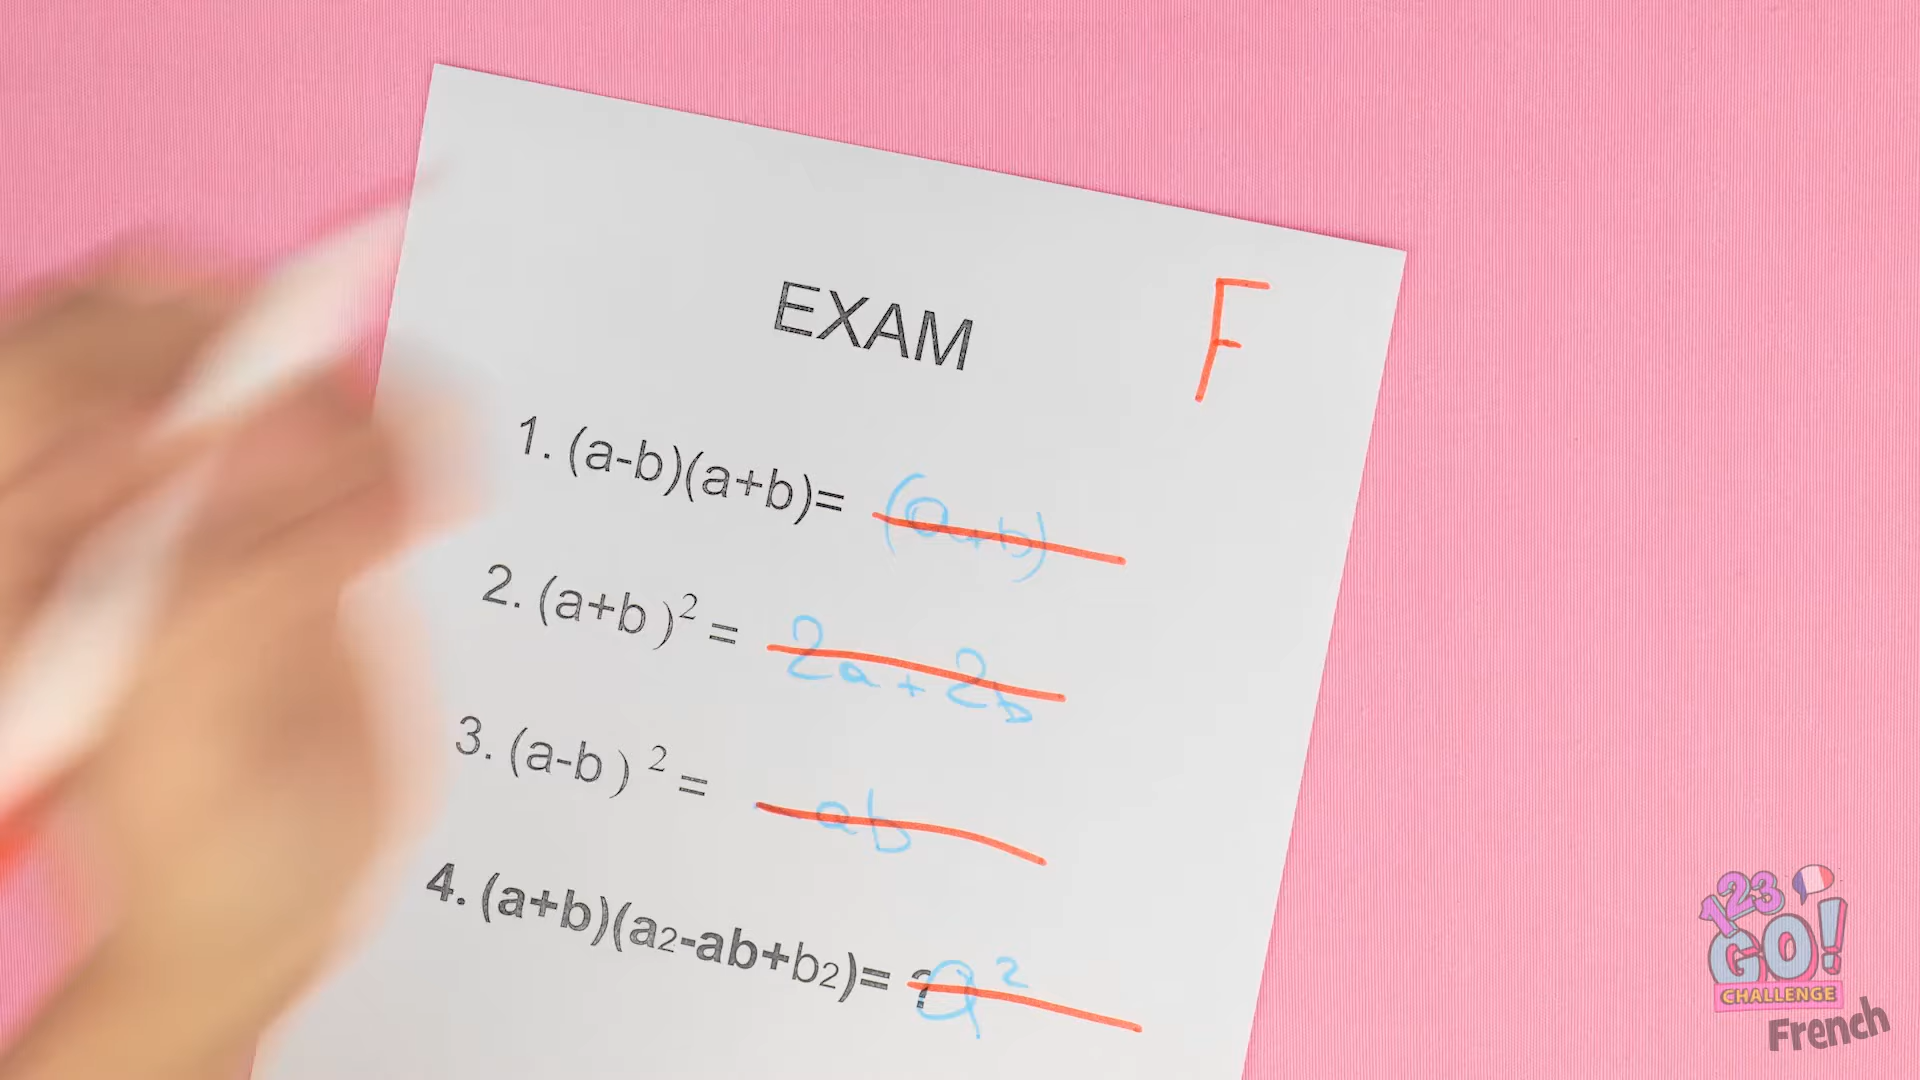 EXAM F
1. (a-b)(a+b)= (a+b)
2. (a+b)² = 2a+2b
3. (a-b)² = ab
4. (a+b)(a2-ab+b2)= ? a²
123
GO!
CHALLENGE
French